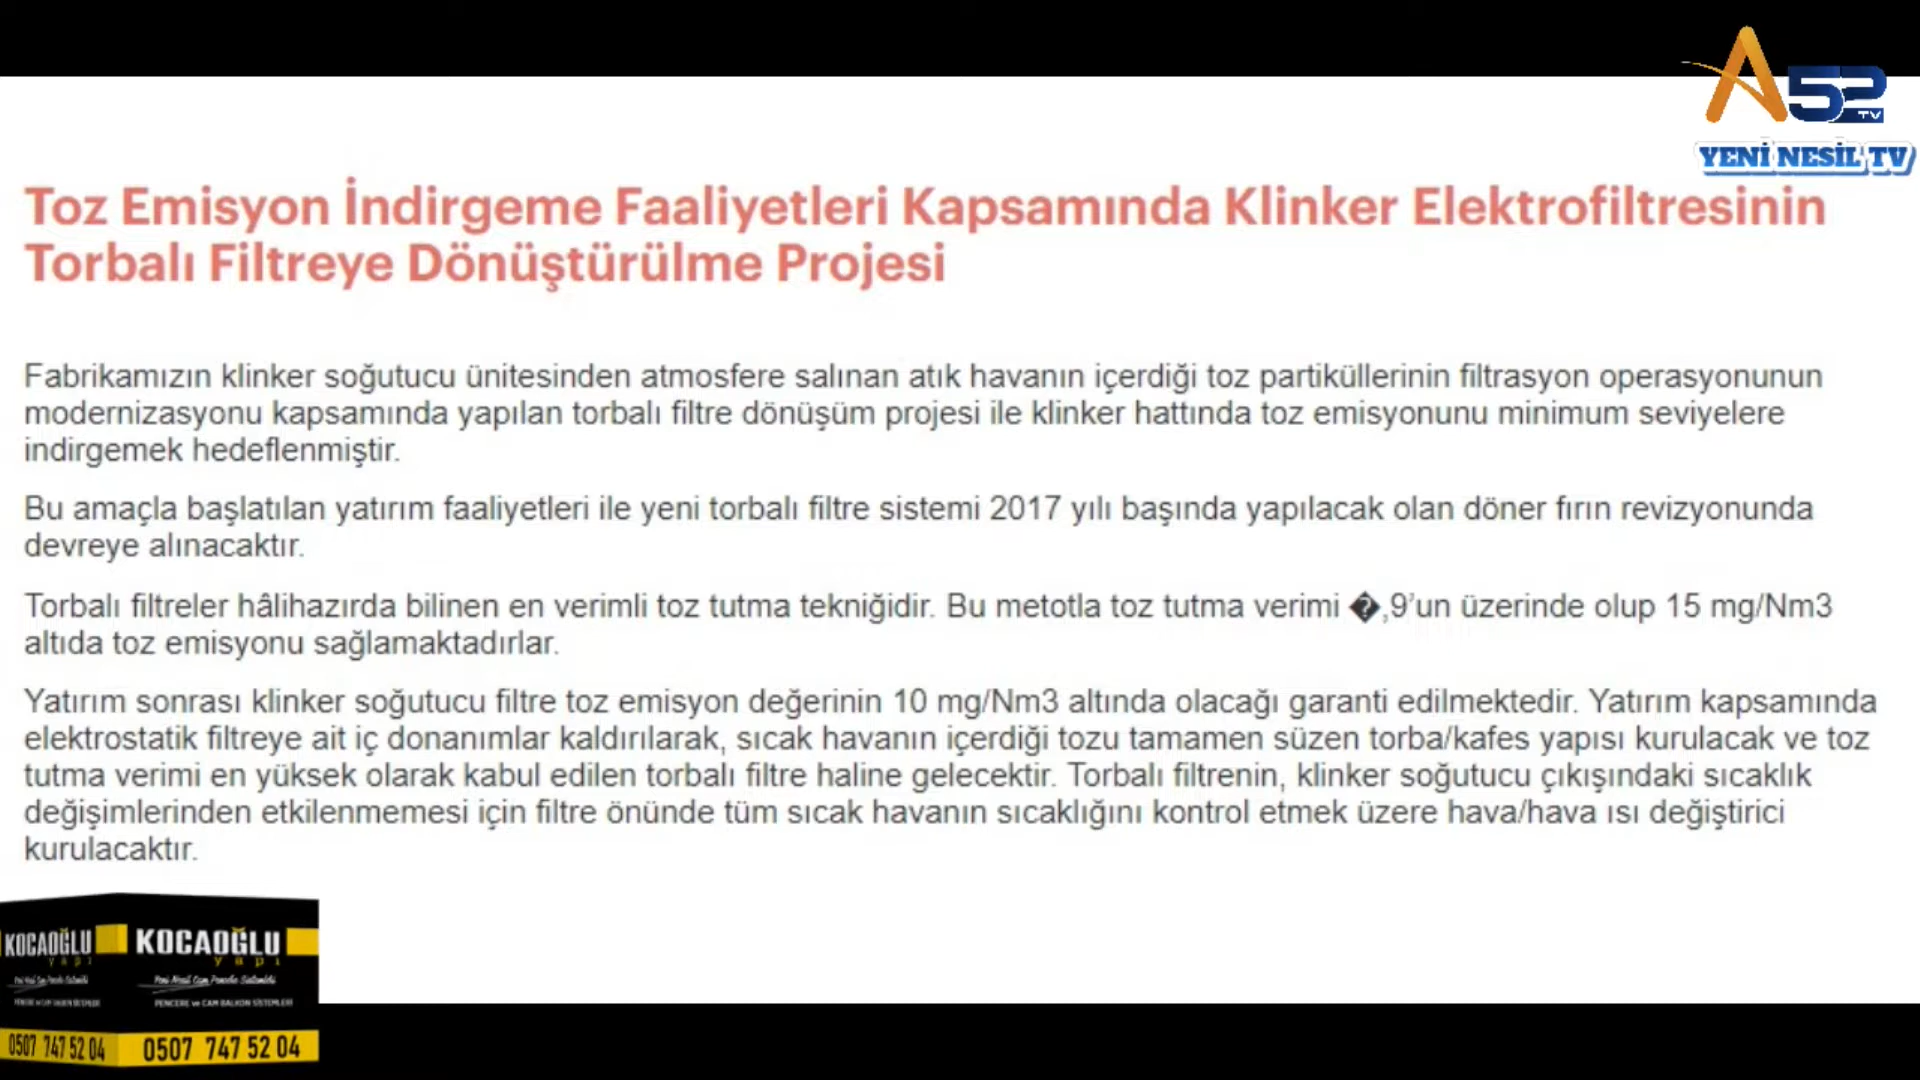 A52 TV
YENİ NESİL TV
Toz Emisyon İndirgeme Faaliyetleri Kapsamında Klinker Elektrofiltresinin
Torbalı Filtreye Dönüştürülme Projesi
Fabrikamızın klinker soğutucu ünitesinden atmosfere salınan atık havanın içerdiği toz partiküllerinin filtrasyon operasyonunun
modernizasyonu kapsamında yapılan torbalı filtre dönüşüm projesi ile klinker hattında toz emisyonunu minimum seviyelere
indirgemek hedeflenmiştir.
Bu amaçla başlatılan yatırım faaliyetleri ile yeni torbalı filtre sistemi 2017 yılı başında yapılacak olan döner fırın revizyonunda
devreye alınacaktır.
Torbalı filtreler hâlihazırda bilinen en verimli toz tutma tekniğidir. Bu metotla toz tutma verimi �,9’un üzerinde olup 15 mg/Nm3
altıda toz emisyonu sağlamaktadırlar.
Yatırım sonrası klinker soğutucu filtre toz emisyon değerinin 10 mg/Nm3 altında olacağı garanti edilmektedir. Yatırım kapsamında
elektrostatik filtreye ait iç donanımlar kaldırılarak, sıcak havanın içerdiği tozu tamamen süzen torba/kafes yapısı kurulacak ve toz
tutma verimi en yüksek olarak kabul edilen torbalı filtre haline gelecektir. Torbalı filtrenin, klinker soğutucu çıkışındaki sıcaklık
değişimlerinden etkilenmemesi için filtre önünde tüm sıcak havanın sıcaklığını kontrol etmek üzere hava/hava ısı değiştirici
kurulacaktır.
KOCAOĞLU KOCAOĞLU
yapı yapı
Yeni Nesil Cam Pencere Sistemleri
PENCERE ve CAM BALKON SİSTEMLERİ
0507 747 52 04 0507 747 52 04